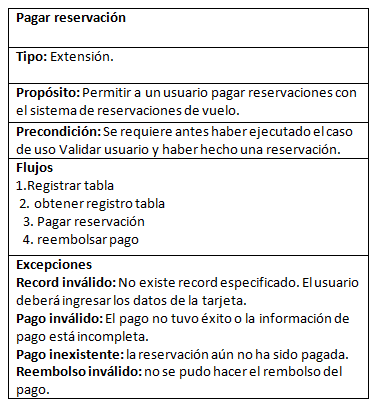 Pagar reservación
Tipo: Extensión.
Propósito: Permitir a un usuario pagar reservaciones con
el sistema de reservaciones de vuelo.
Precondición: Se requiere antes haber ejecutado el caso
de uso Validar usuario y haber hecho una reservación.
Flujos
1.Registrar tabla
2. obtener registro tabla
3. Pagar reservación
4. reembolsar pago
Excepciones
Record inválido: No existe record especificado. El usuario
deberá ingresar los datos de la tarjeta.
Pago inválido: El pago no tuvo éxito o la información de
pago está incompleta.
Pago inexistente: la reservación aún no ha sido pagada.
Reembolso inválido: no se pudo hacer el rembolso del
pago.